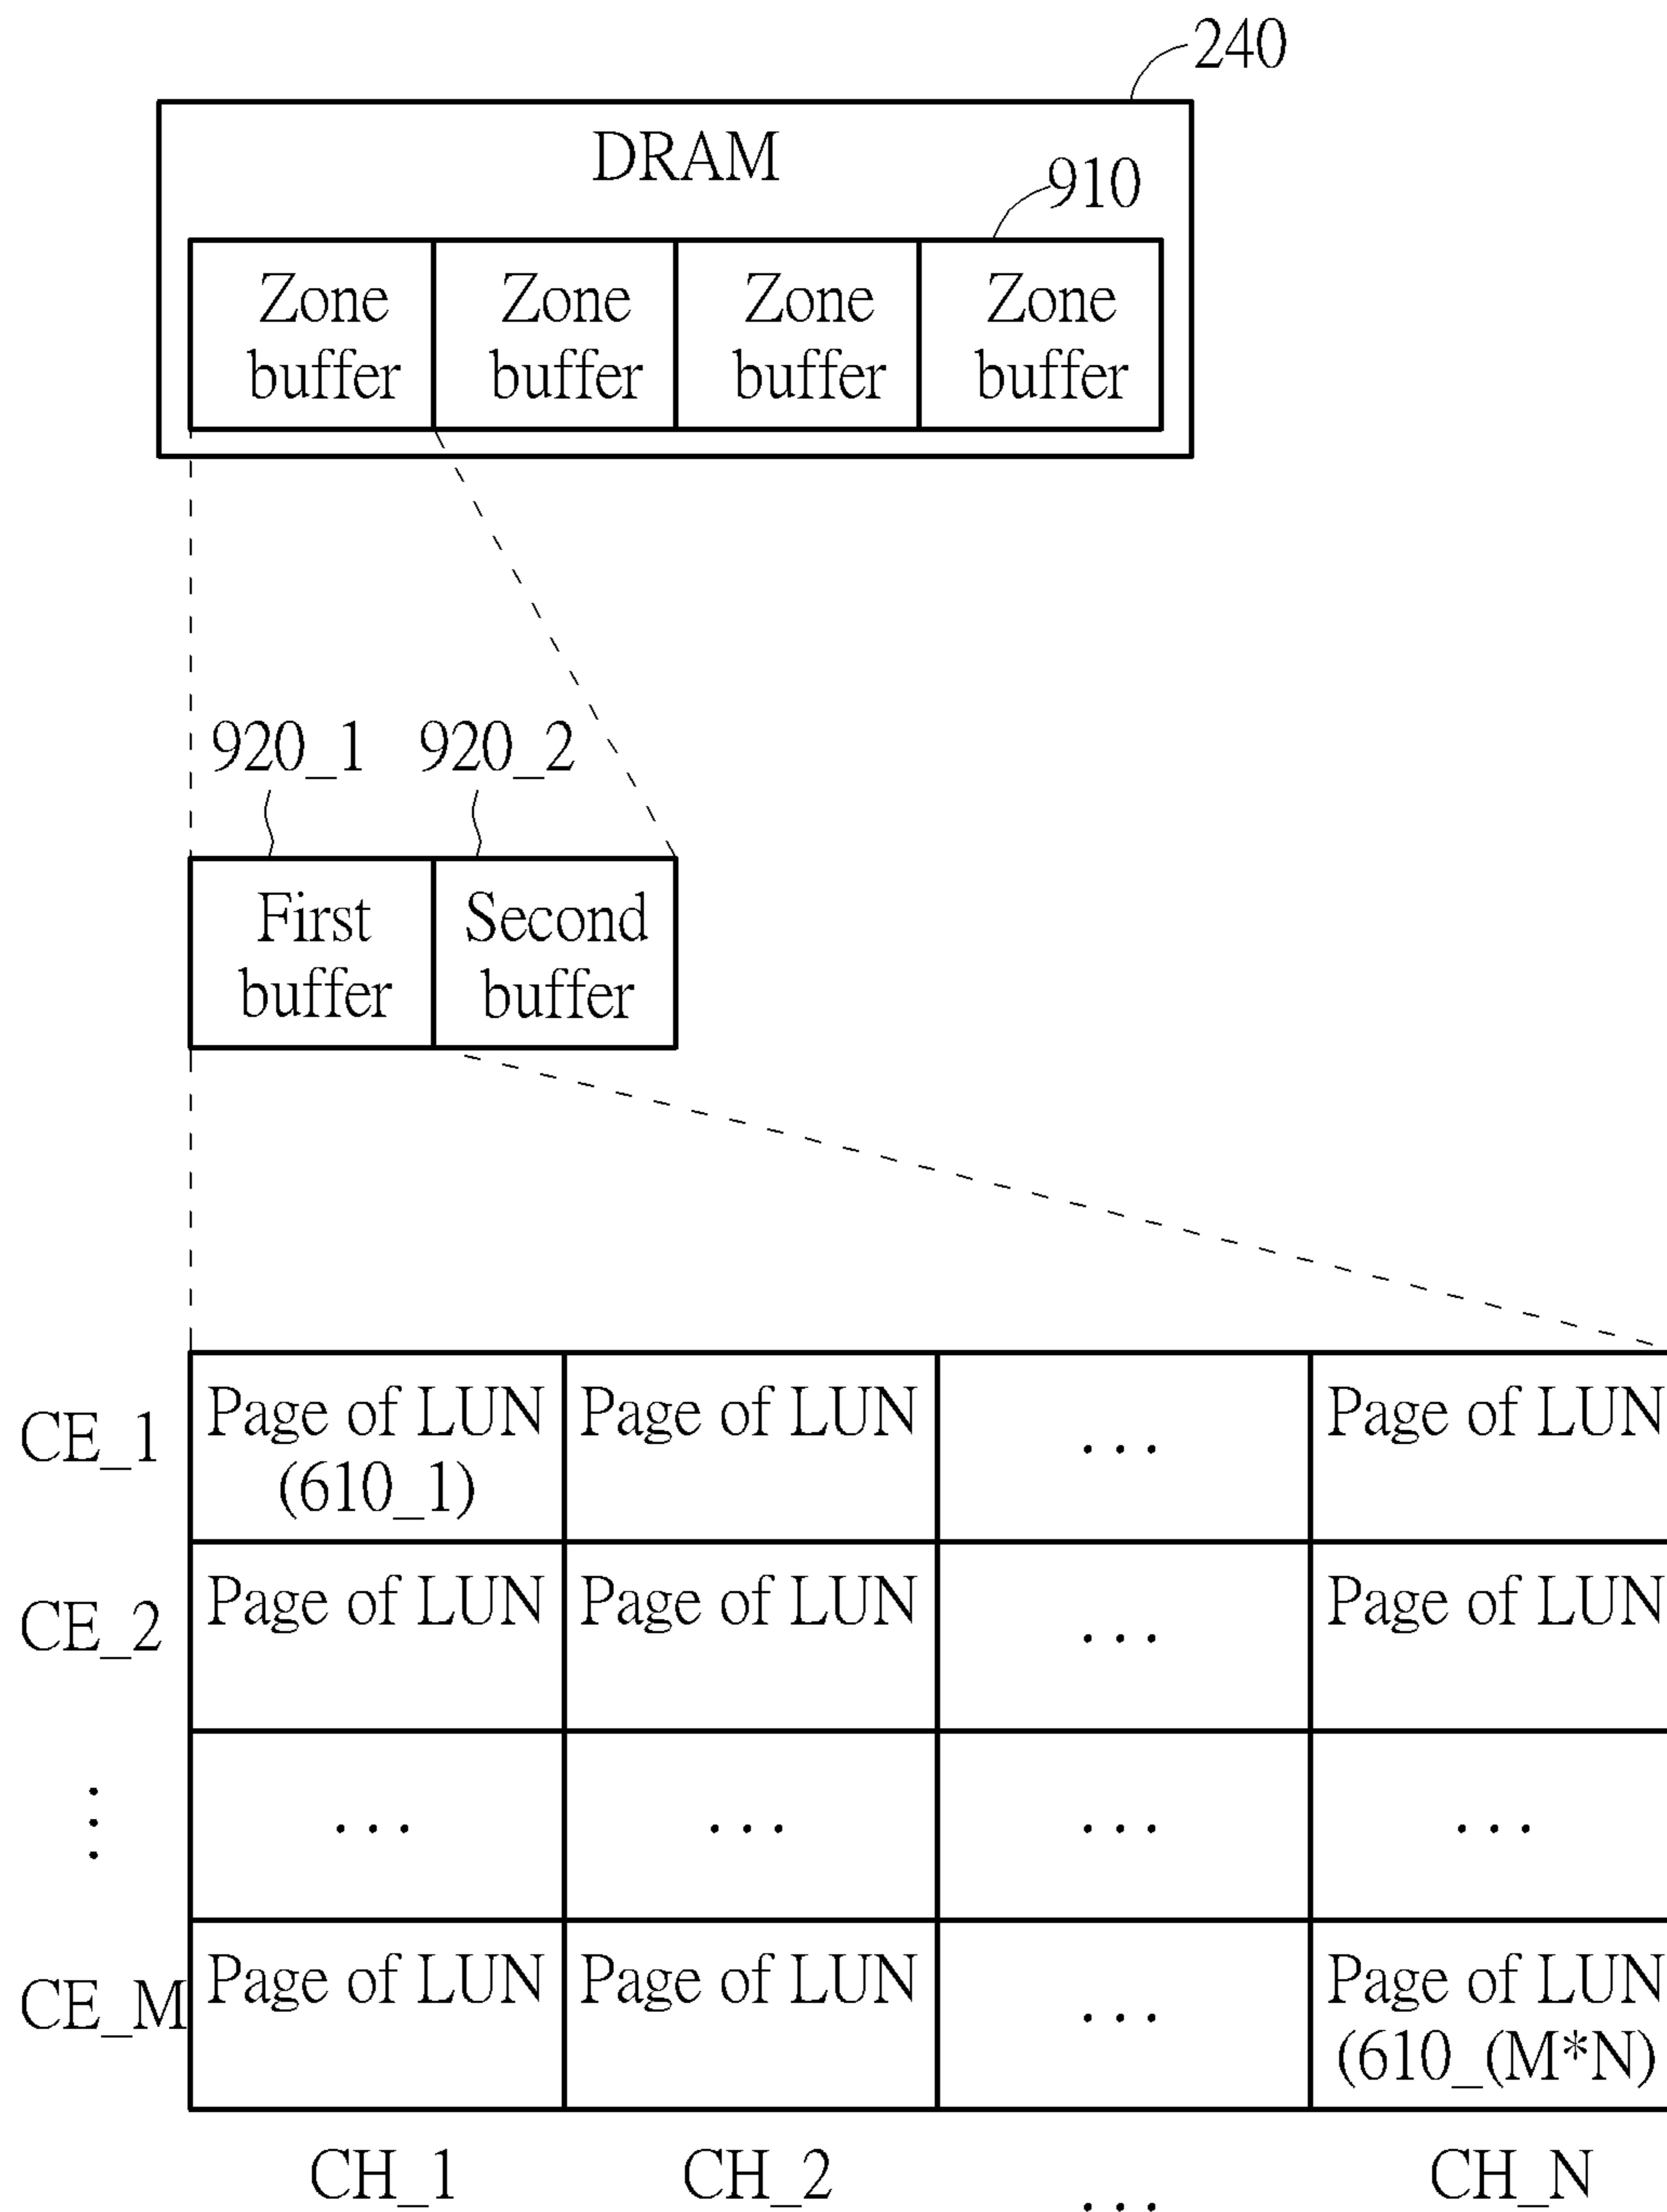 240
DRAM
910
Zone buffer
Zone buffer
Zone buffer
Zone buffer
920_1 920_2
First buffer
Second buffer
CE_1 Page of LUN (610_1) Page of LUN ... Page of LUN
CE_2 Page of LUN Page of LUN ... Page of LUN
⋮ ... ... ... ...
CE_M Page of LUN Page of LUN ... Page of LUN (610_(M*N)
CH_1 CH_2 ... CH_N